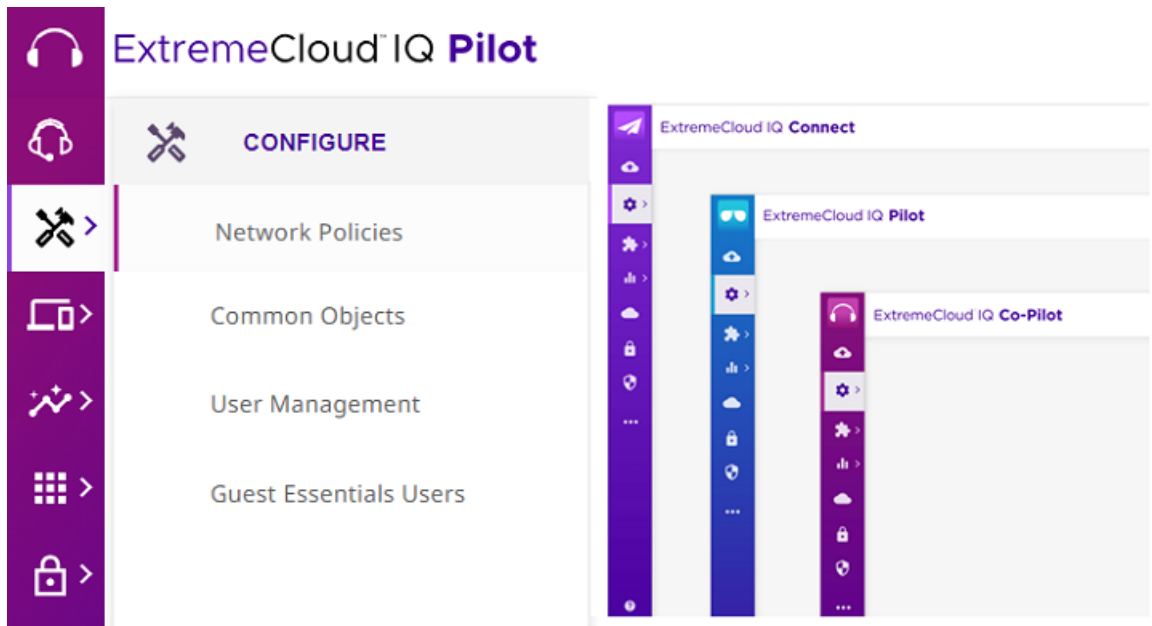 ExtremeCloud™ IQ Pilot
CONFIGURE
Network Policies
Common Objects
User Management
Guest Essentials Users
ExtremeCloud IQ Connect
ExtremeCloud IQ Pilot
ExtremeCloud IQ Co-Pilot